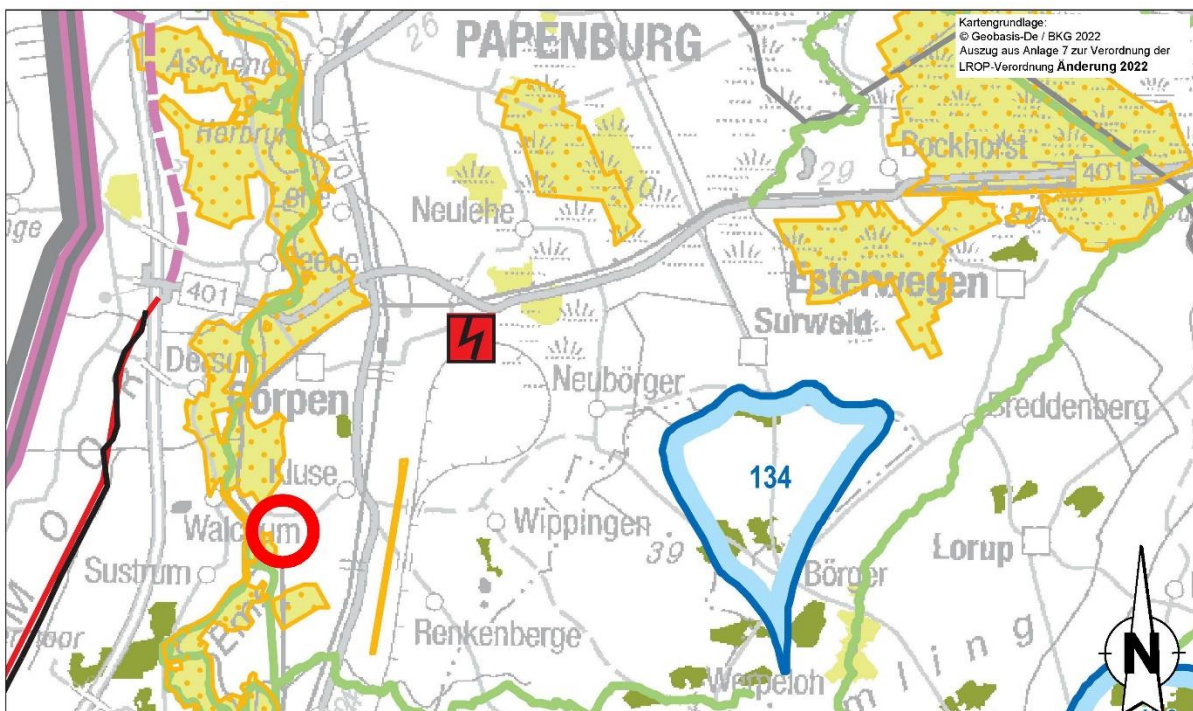 Kartengrundlage:
© Geobasis-De / BKG 2022
Auszug aus Anlage 7 zur Verordnung der
LROP-Verordnung Änderung 2022
26
PAPENBURG
Aschendorf
70
29
Bockhorst
401
10
Neulehe
401
Esterwegen
Surwold
Dersum
Dörpen
Neubörger
Breddenberg
134
Kluse
Walchum
Wippingen
39
Lorup
Sustrum
Börger
Renkenberge
Werpeloh
N